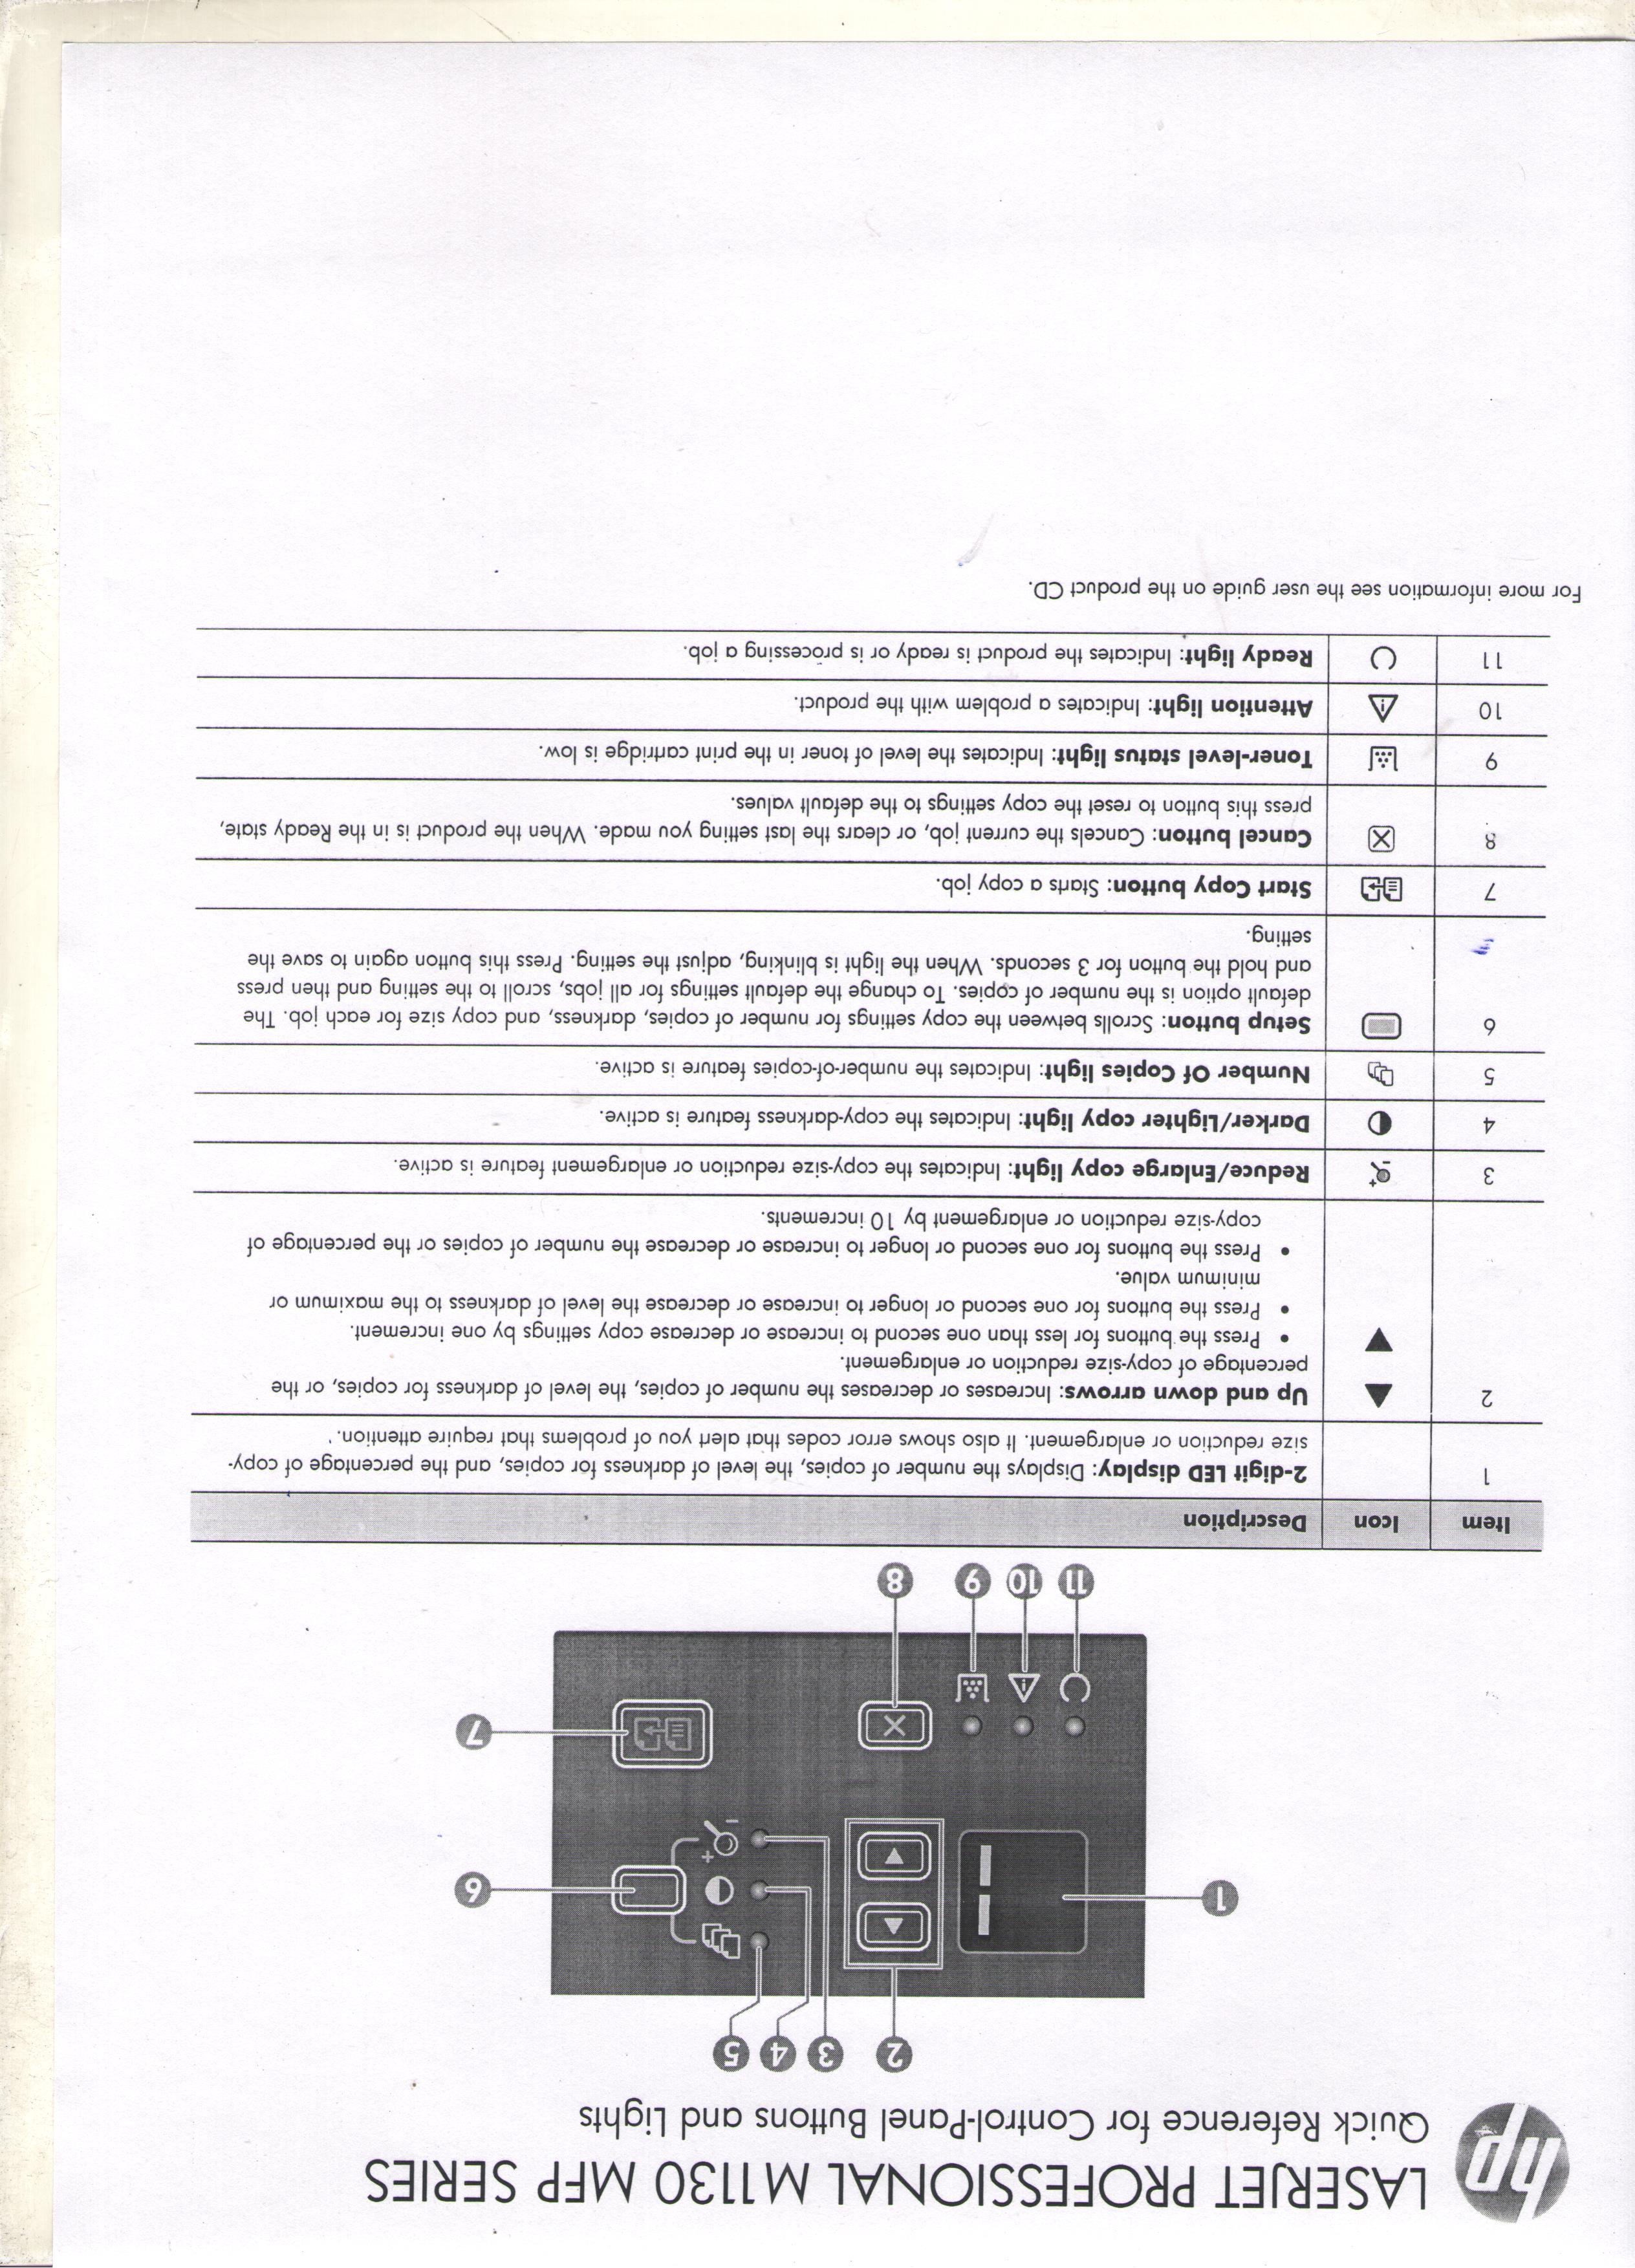 hp
LASERJET PROFESSIONAL M1130 MFP SERIES
Quick Reference for Control-Panel Buttons and Lights
2 3 4 5
1
6
7
11 10 9 8
Item Icon Description
1 2-digit LED display: Displays the number of copies, the level of darkness for copies, and the percentage of copy-
size reduction or enlargement. It also shows error codes that alert you of problems that require attention.
2 Up and down arrows: Increases or decreases the number of copies, the level of darkness for copies, or the
percentage of copy-size reduction or enlargement.
• Press the buttons for less than one second to increase or decrease copy settings by one increment.
• Press the buttons for one second or longer to increase or decrease the level of darkness to the maximum or
minimum value.
• Press the buttons for one second or longer to increase or decrease the number of copies or the percentage of
copy-size reduction or enlargement by 10 increments.
3 Reduce/Enlarge copy light: Indicates the copy-size reduction or enlargement feature is active.
4 Darker/Lighter copy light: Indicates the copy-darkness feature is active.
5 Number Of Copies light: Indicates the number-of-copies feature is active.
6 Setup button: Scrolls between the copy settings for number of copies, darkness, and copy size for each job. The
default option is the number of copies. To change the default settings for all jobs, scroll to the setting and then press
and hold the button for 3 seconds. When the light is blinking, adjust the setting. Press this button again to save the
setting.
7 Start Copy button: Starts a copy job.
8 Cancel button: Cancels the current job, or clears the last setting you made. When the product is in the Ready state,
press this button to reset the copy settings to the default values.
9 Toner-level status light: Indicates the level of toner in the print cartridge is low.
10 Attention light: Indicates a problem with the product.
11 Ready light: Indicates the product is ready or is processing a job.
For more information see the user guide on the product CD.